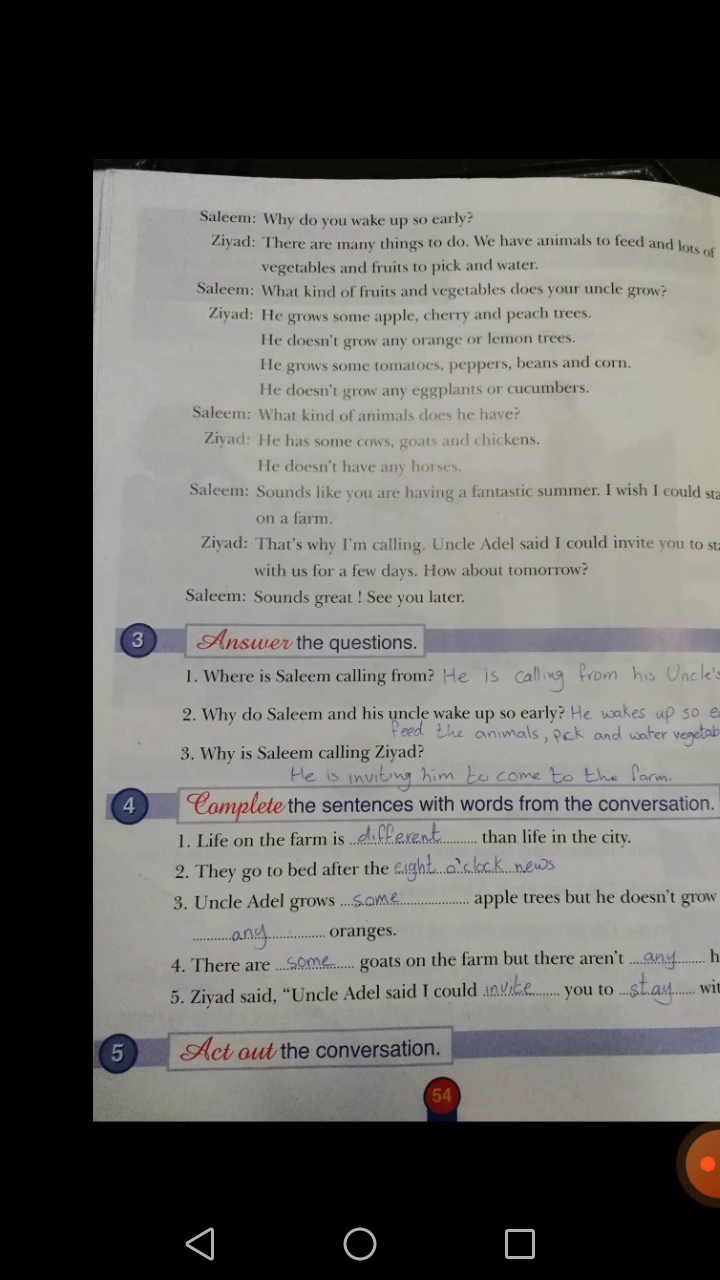 Saleem: Why do you wake up so early?
Ziyad: There are many things to do. We have animals to feed and lots of
vegetables and fruits to pick and water.
Saleem: What kind of fruits and vegetables does your uncle grow?
Ziyad: He grows some apple, cherry and peach trees.
He doesn't grow any orange or lemon trees.
He grows some tomatoes, peppers, beans and corn.
He doesn't grow any eggplants or cucumbers.
Saleem: What kind of animals does he have?
Ziyad: He has some cows, goats and chickens.
He doesn't have any horses.
Saleem: Sounds like you are having a fantastic summer. I wish I could sta
on a farm.
Ziyad: That's why I'm calling. Uncle Adel said I could invite you to sta
with us for a few days. How about tomorrow?
Saleem: Sounds great ! See you later.
3 Answer the questions.
1. Where is Saleem calling from? He is calling from his Uncle's
2. Why do Saleem and his uncle wake up so early? He wakes up so e
feed the animals, pick and water vegetab
3. Why is Saleem calling Ziyad?
He is inviting him to come to the farm.
4 Complete the sentences with words from the conversation.
1. Life on the farm is ..different.......... than life in the city.
2. They go to bed after the eight o'clock news
3. Uncle Adel grows ...some.................. apple trees but he doesn't grow
...........any................ oranges.
4. There are ...some..... goats on the farm but there aren't ...any....... h
5. Ziyad said, "Uncle Adel said I could invite....... you to ..stay...... wit
5 Act out the conversation.
54